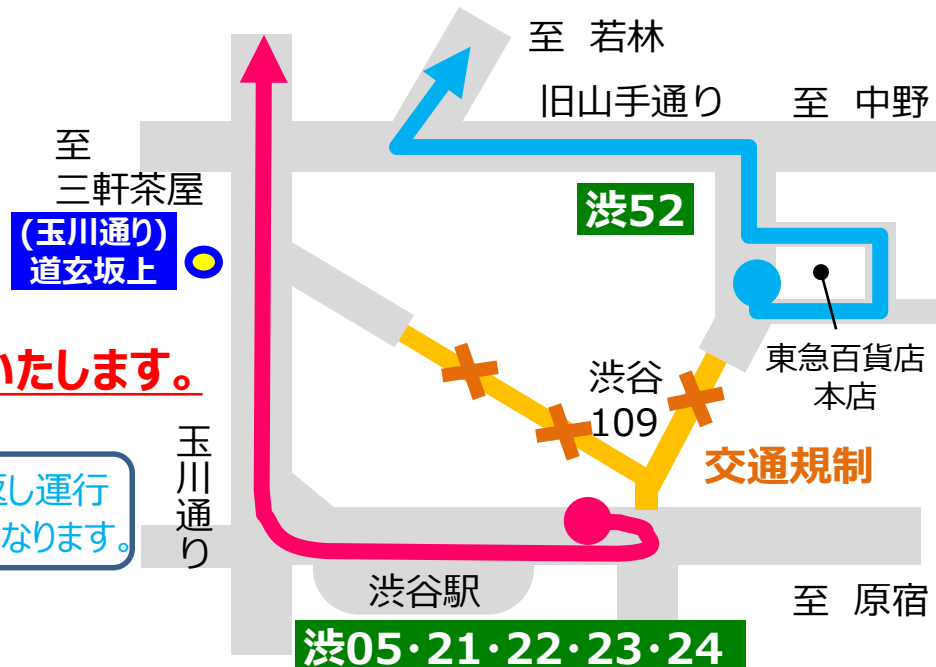 至 若林
旧山手通り
至 中野
至
三軒茶屋
渋52
(玉川通り)
道玄坂上
いたします。
東急百貨店
本店
渋谷
109
交通規制
玉川通り
返し運行
なります。
渋谷駅
至 原宿
渋05･21･22･23･24